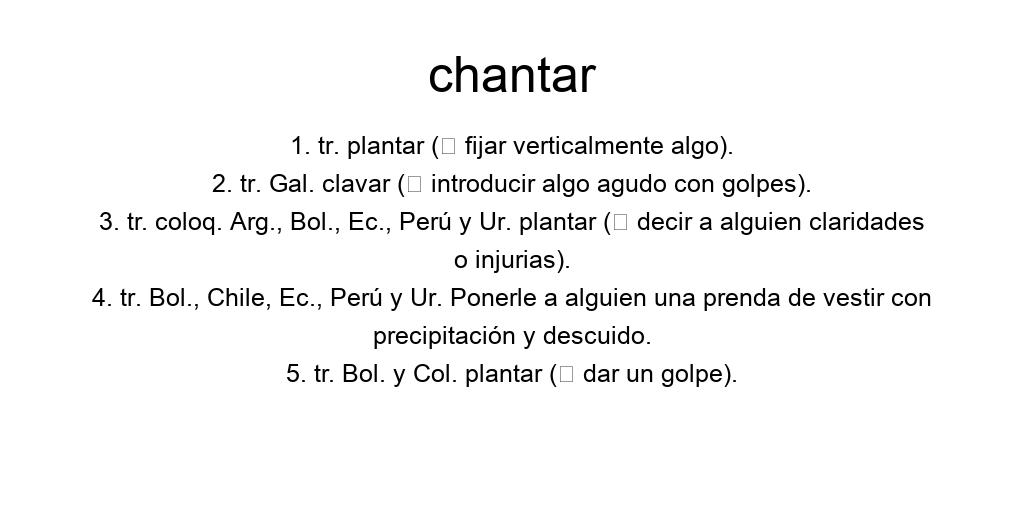 chantar
1. tr. plantar (▯ fijar verticalmente algo).
2. tr. Gal. clavar (▯ introducir algo agudo con golpes).
3. tr. coloq. Arg., Bol., Ec., Perú y Ur. plantar (▯ decir a alguien claridades
o injurias).
4. tr. Bol., Chile, Ec., Perú y Ur. Ponerle a alguien una prenda de vestir con
precipitación y descuido.
5. tr. Bol. y Col. plantar (▯ dar un golpe).